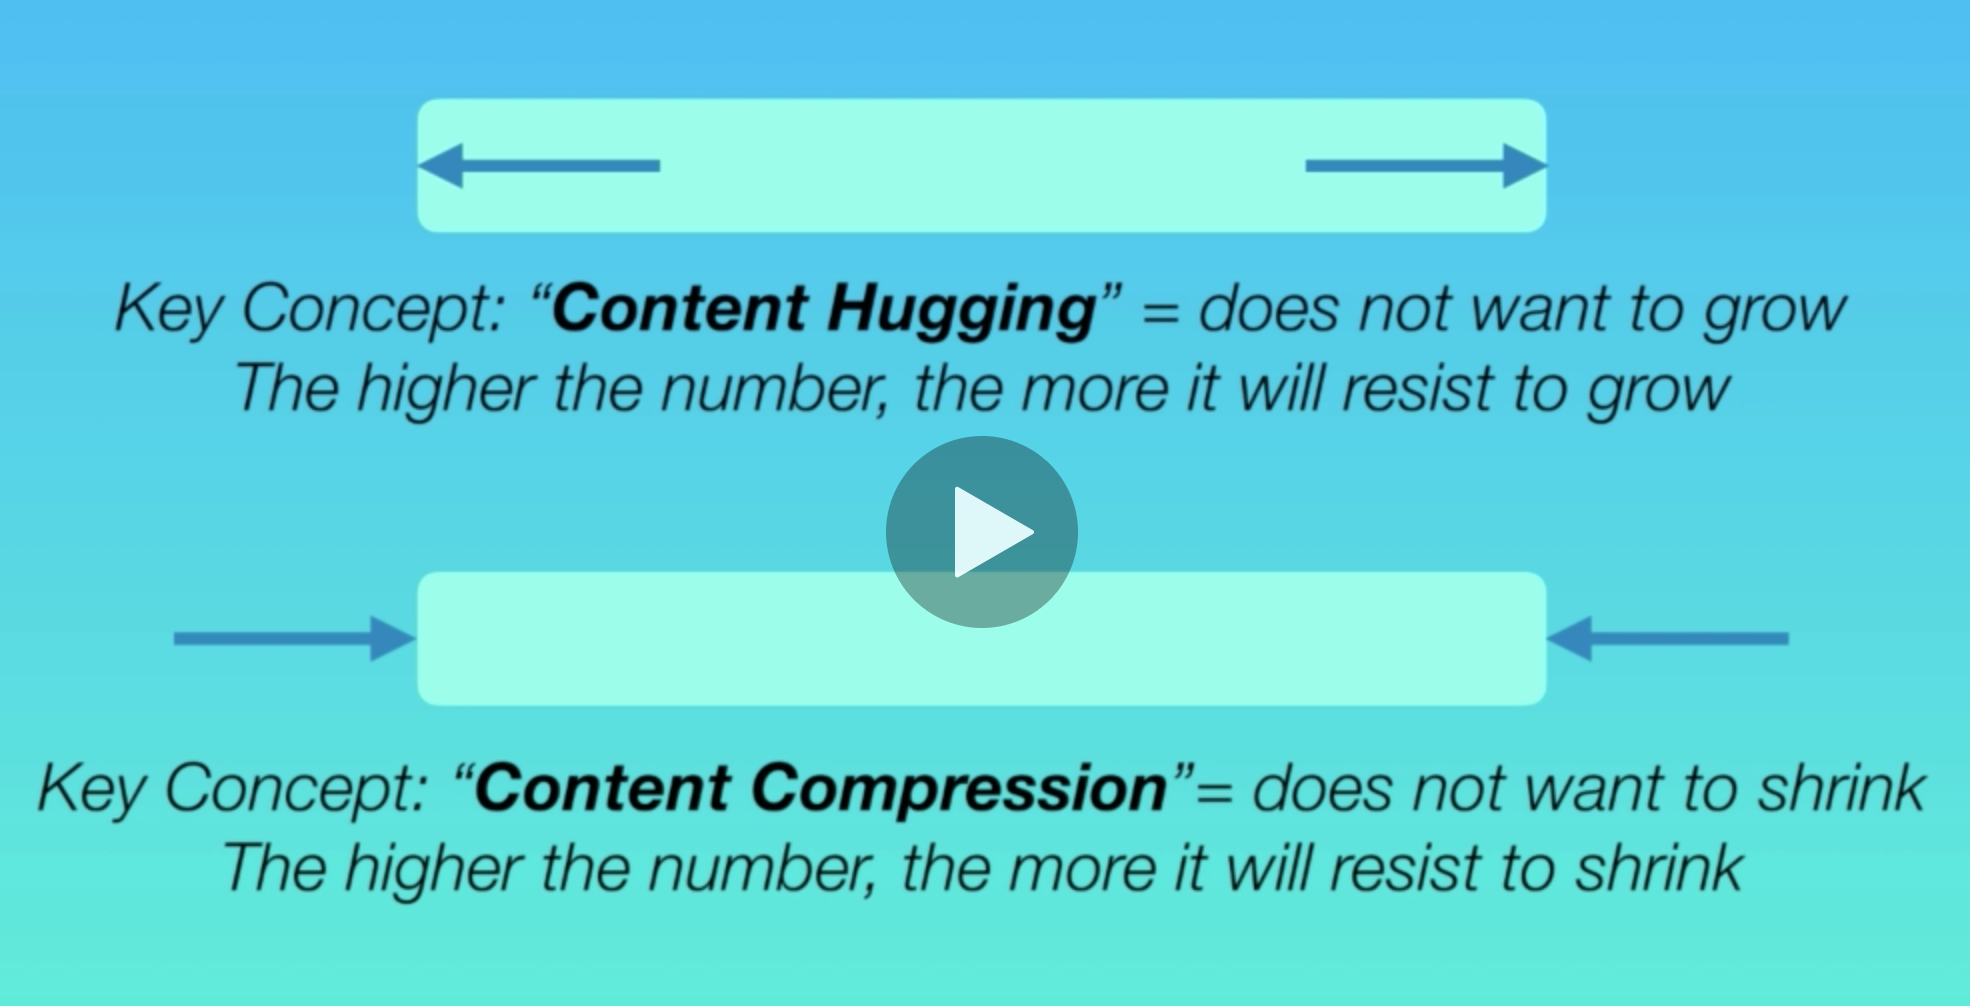 Key Concept: “Content Hugging” = does not want to grow
The higher the number, the more it will resist to grow
Key Concept: “Content Compression”= does not want to shrink
The higher the number, the more it will resist to shrink